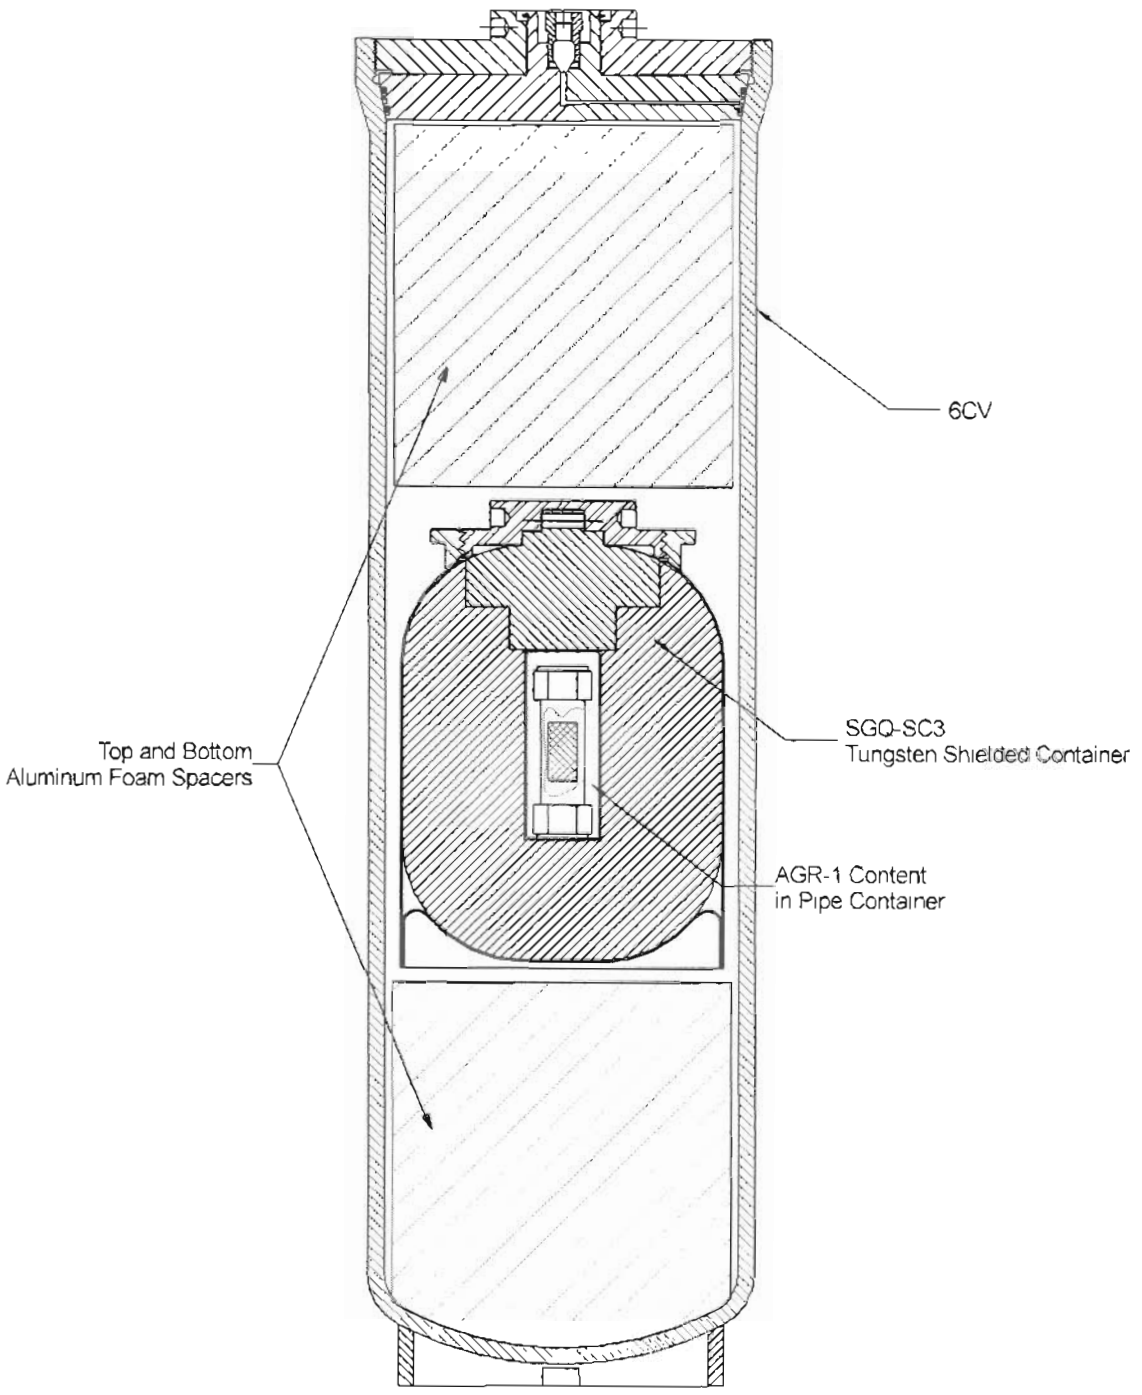 6CV
SGQ-SC3
Tungsten Shielded Container
Top and Bottom
Aluminum Foam Spacers
AGR-1 Content
in Pipe Container